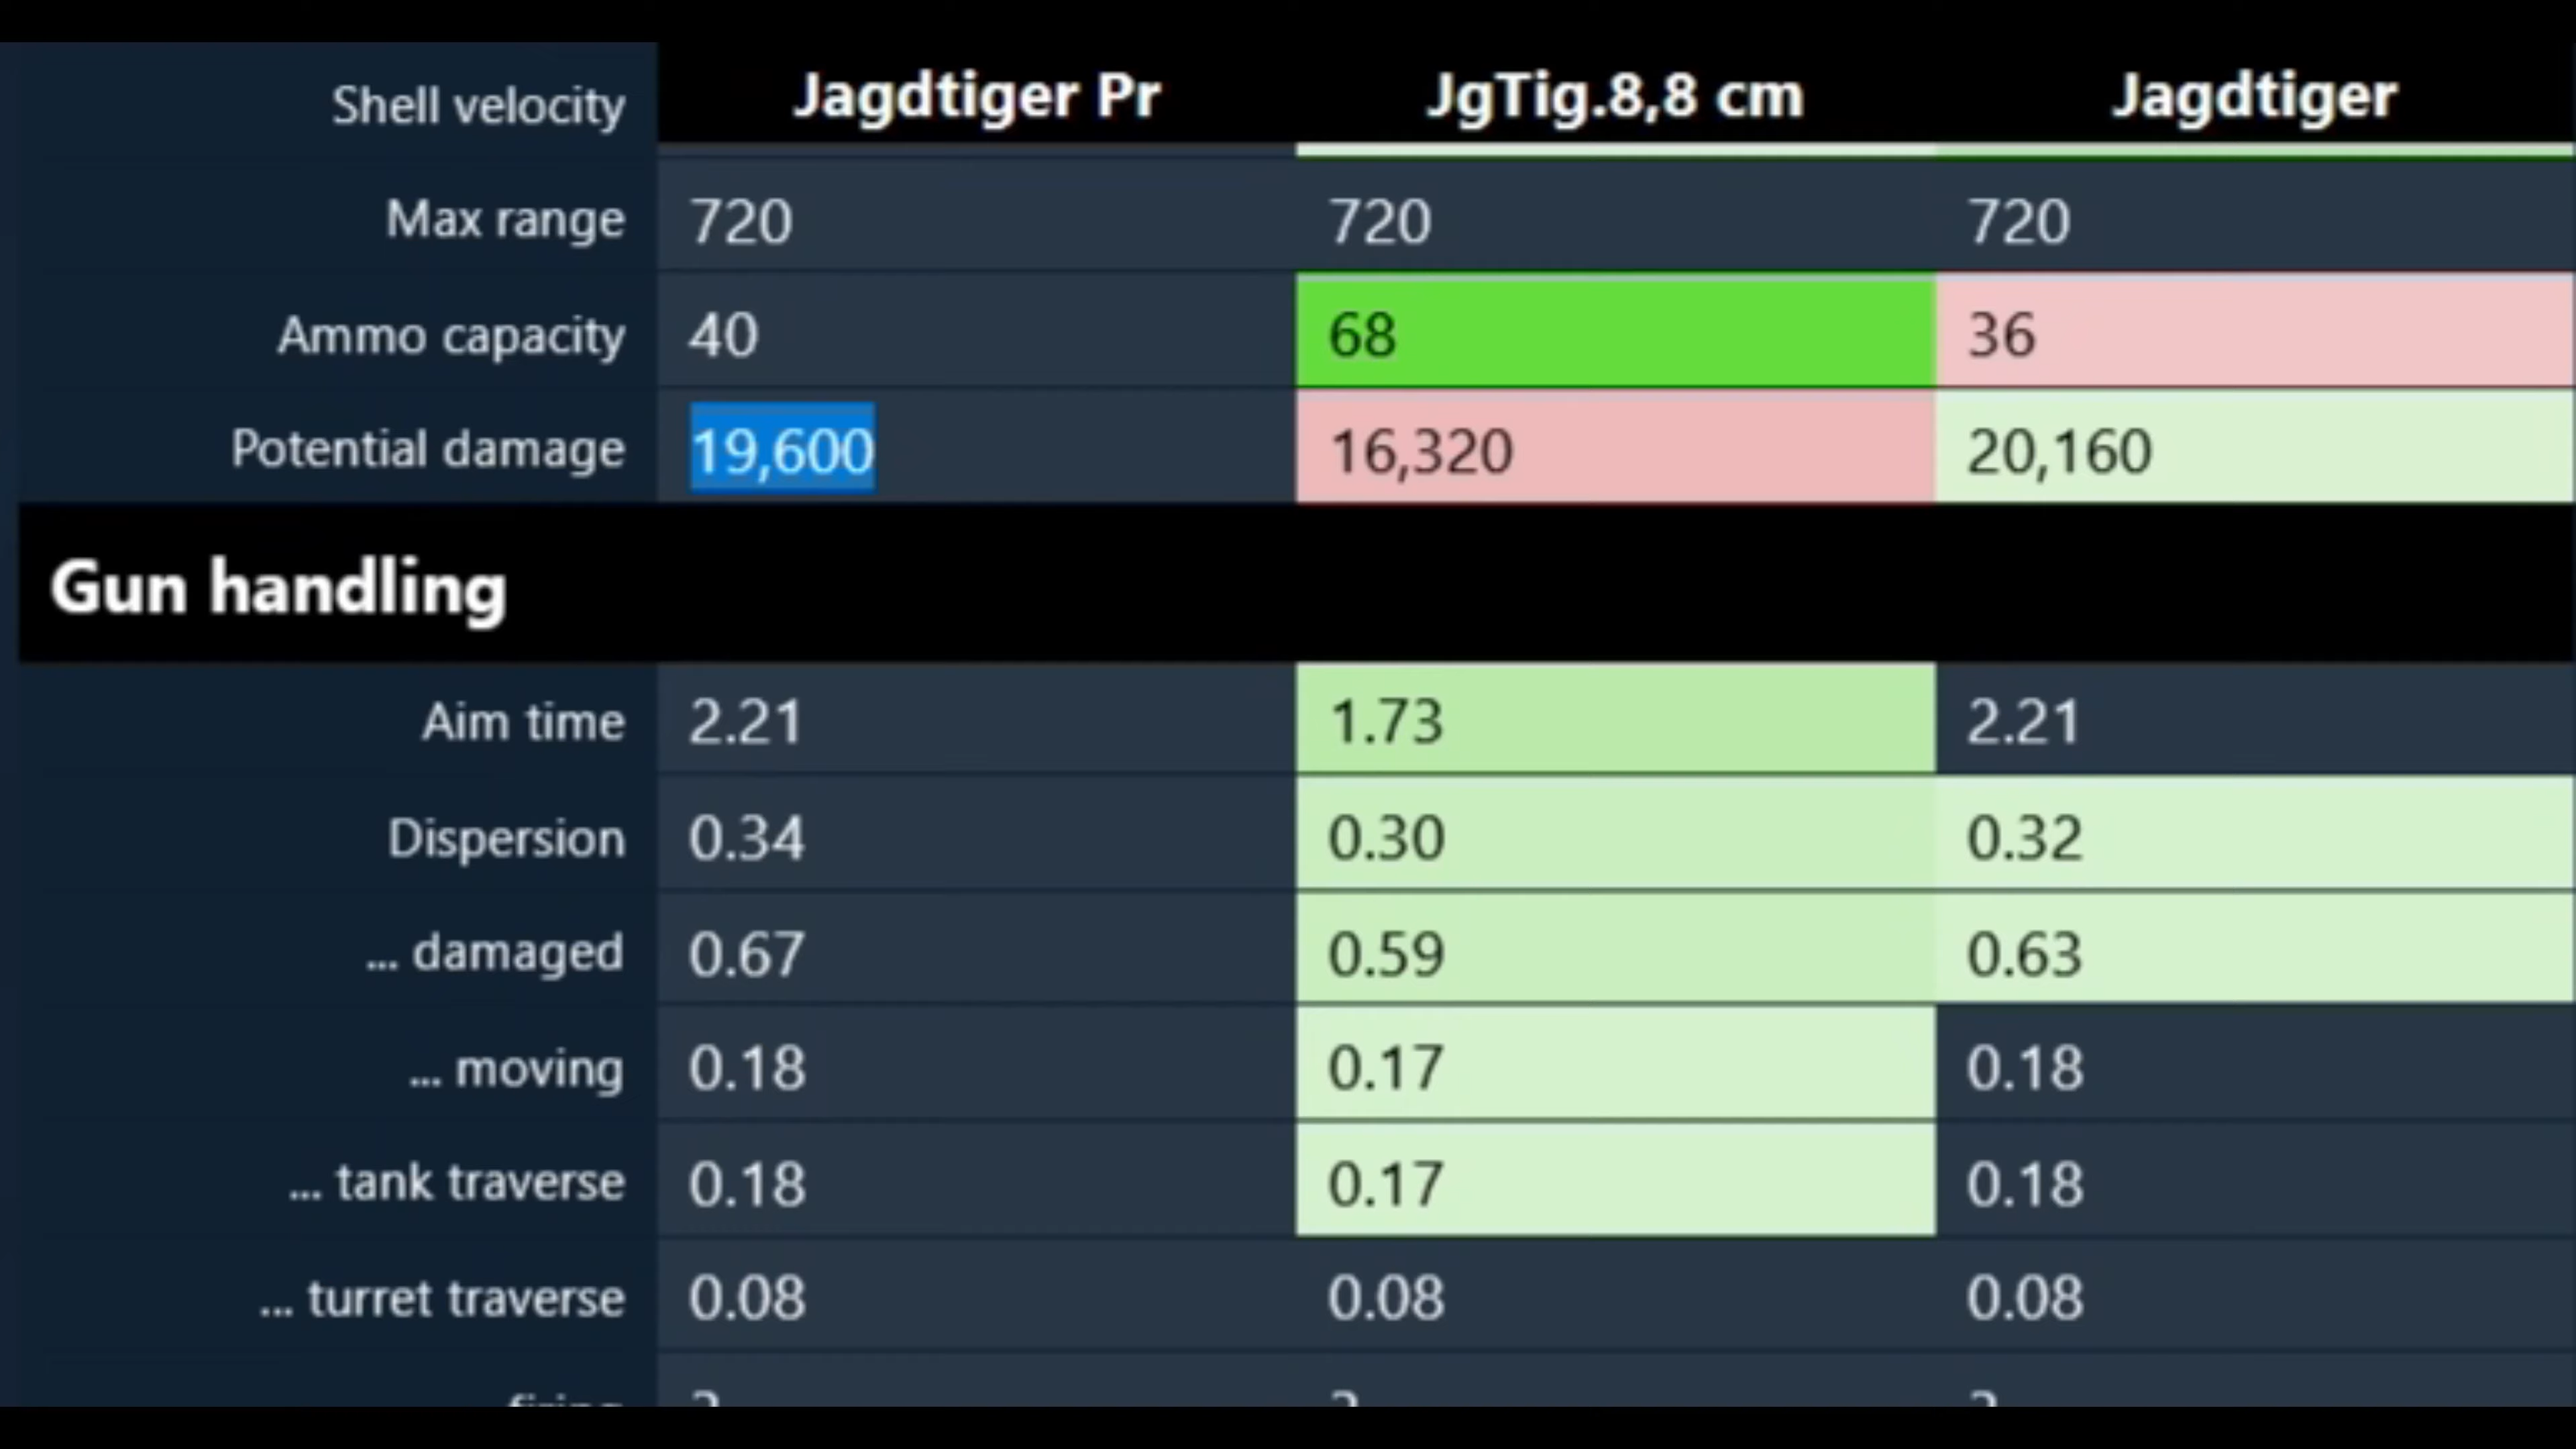 Shell velocity Jagdtiger Pr JgTig.8,8 cm Jagdtiger
Max range 720 720 720
Ammo capacity 40 68 36
Potential damage 19,600 16,320 20,160
Gun handling
Aim time 2.21 1.73 2.21
Dispersion 0.34 0.30 0.32
... damaged 0.67 0.59 0.63
... moving 0.18 0.17 0.18
... tank traverse 0.18 0.17 0.18
... turret traverse 0.08 0.08 0.08